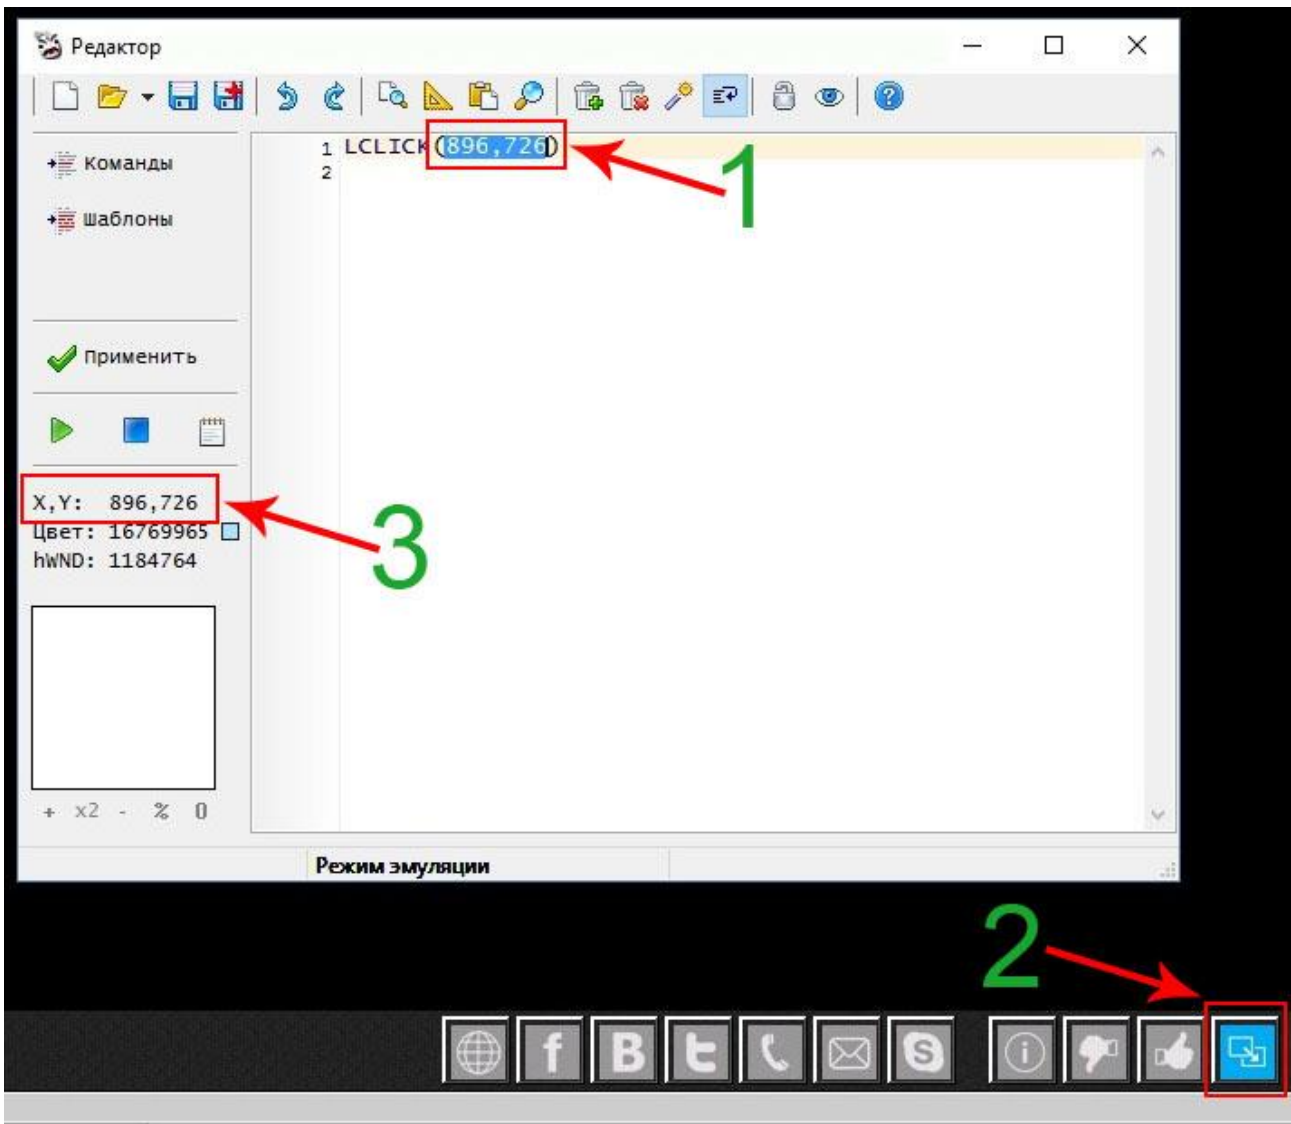 Редактор
1 LCLICK(896,726)
2
Команды
Шаблоны
Применить
X,Y: 896,726
Цвет: 16769965
hWND: 1184764
+ x2 - % 0
Режим эмуляции
1
3
2
f B t S i